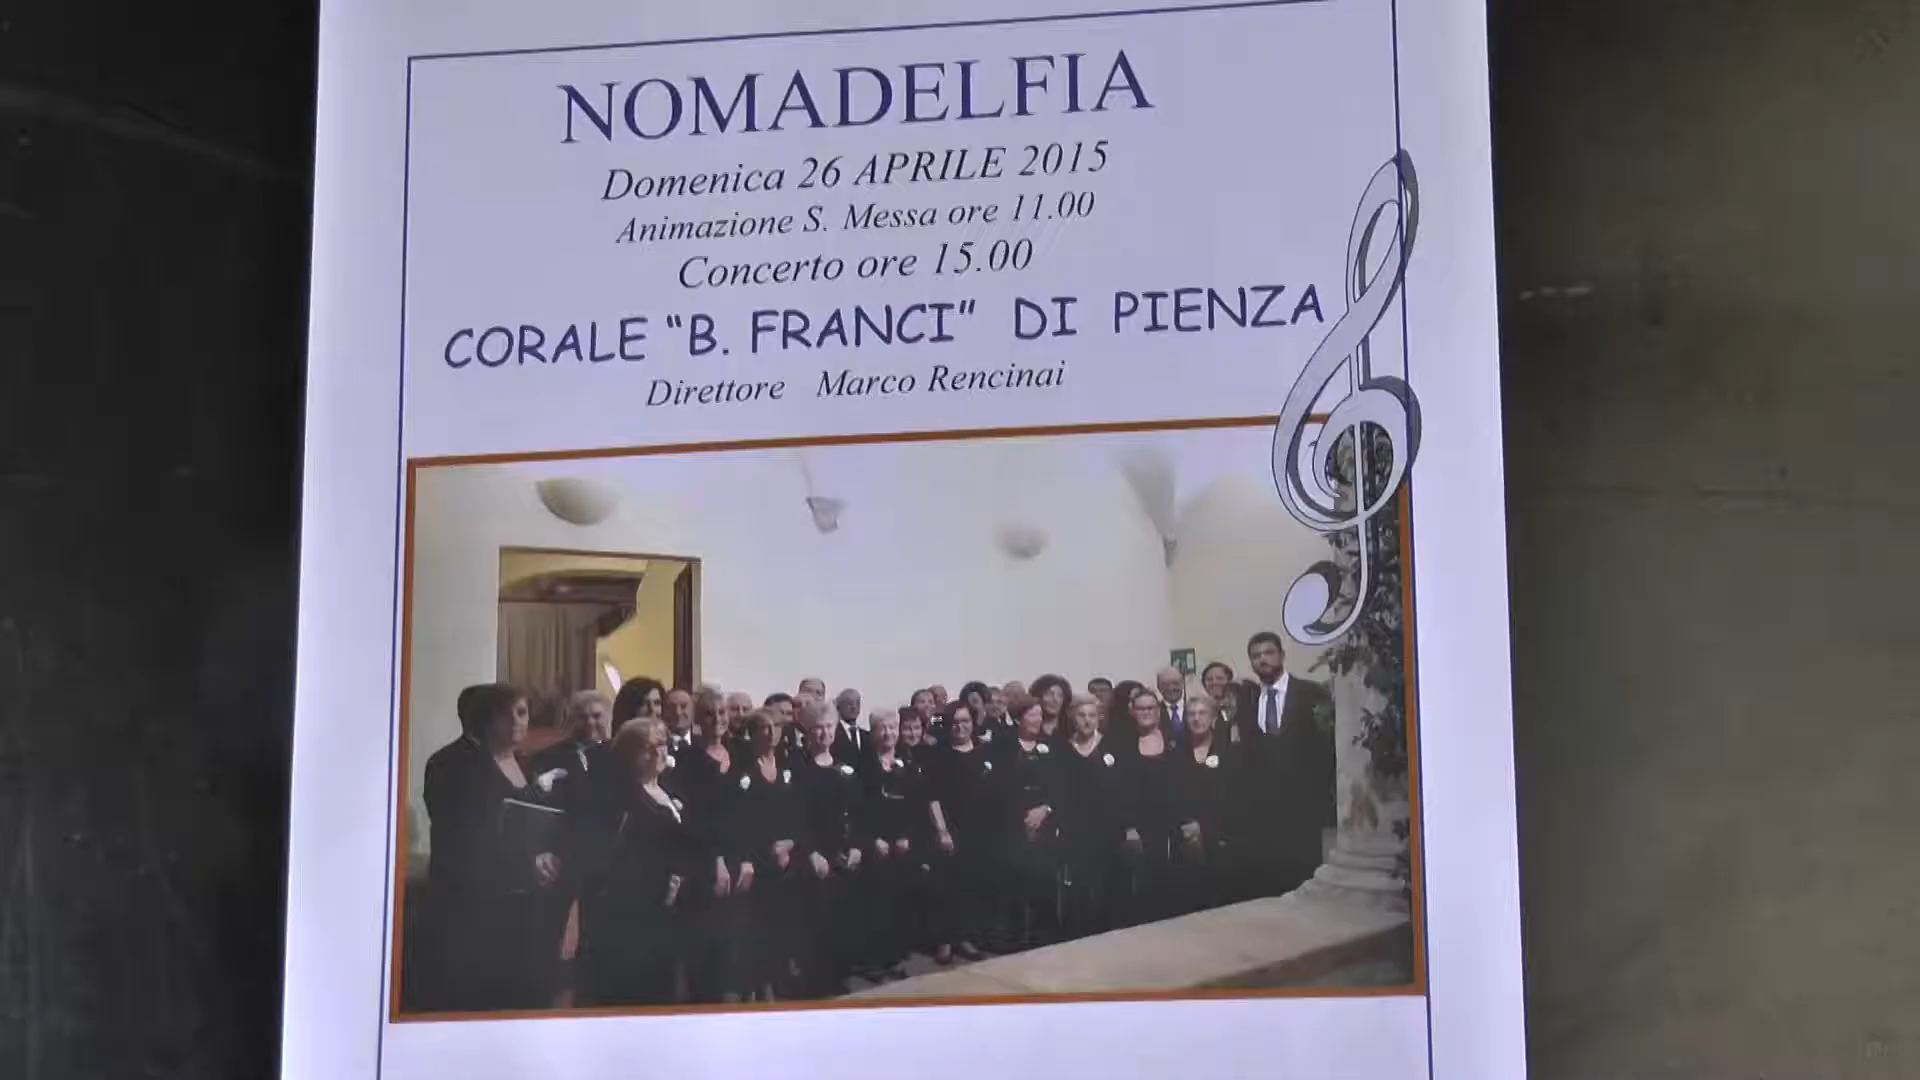 NOMADELFIA
Domenica 26 APRILE 2015
Animazione S. Messa ore 11.00
Concerto ore 15.00
CORALE “B. FRANCI” DI PIENZA
Direttore Marco Rencinai